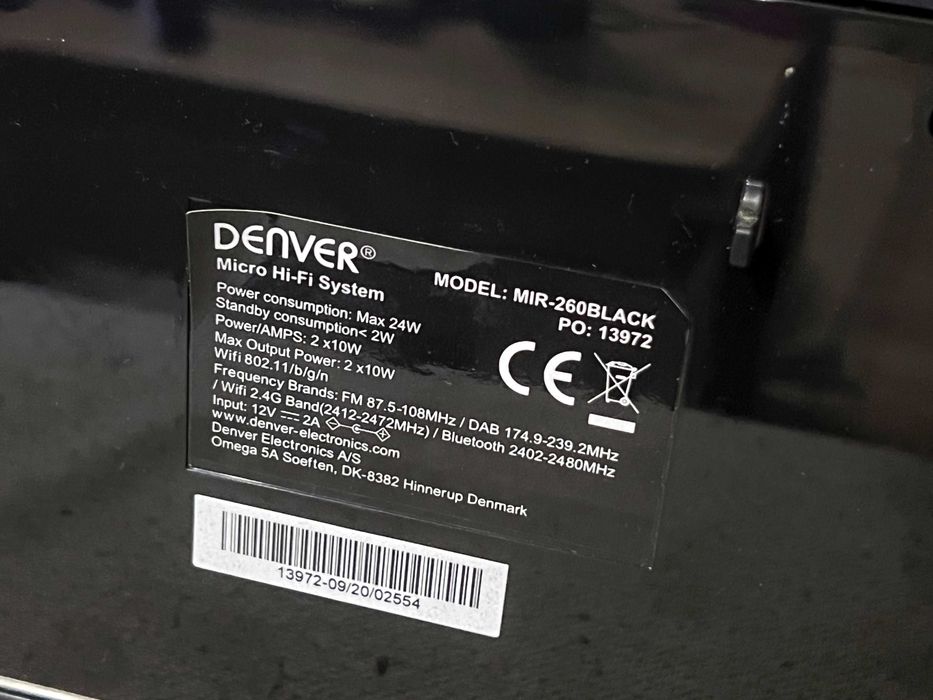 DENVER®
Micro Hi-Fi System
MODEL: MIR-260BLACK
PO: 13972
Power consumption: Max 24W
Standby consumption< 2W
Power/AMPS: 2 x10W
Max Output Power: 2 x10W
Wifi 802.11/b/g/n
Frequency Brands: FM 87.5-108MHz / DAB 174.9-239.2MHz
/ Wifi 2.4G Band(2412-2472MHz) / Bluetooth 2402-2480MHz
Input: 12V 2A
www.denver-electronics.com
Denver Electronics A/S
Omega 5A Soeften, DK-8382 Hinnerup Denmark
CE
13972-09/20/02554